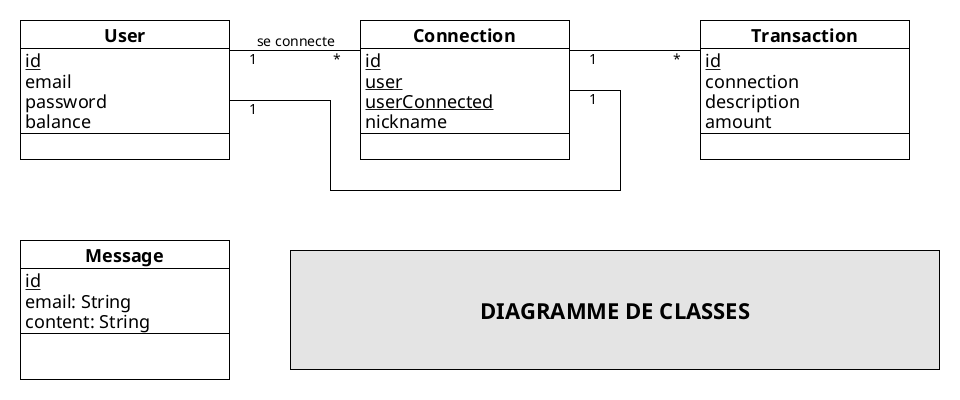 User
id
email
password
balance
se connecte
1
*
1
Connection
id
user
userConnected
nickname
1
*
1
Transaction
id
connection
description
amount
Message
id
email: String
content: String
DIAGRAMME DE CLASSES